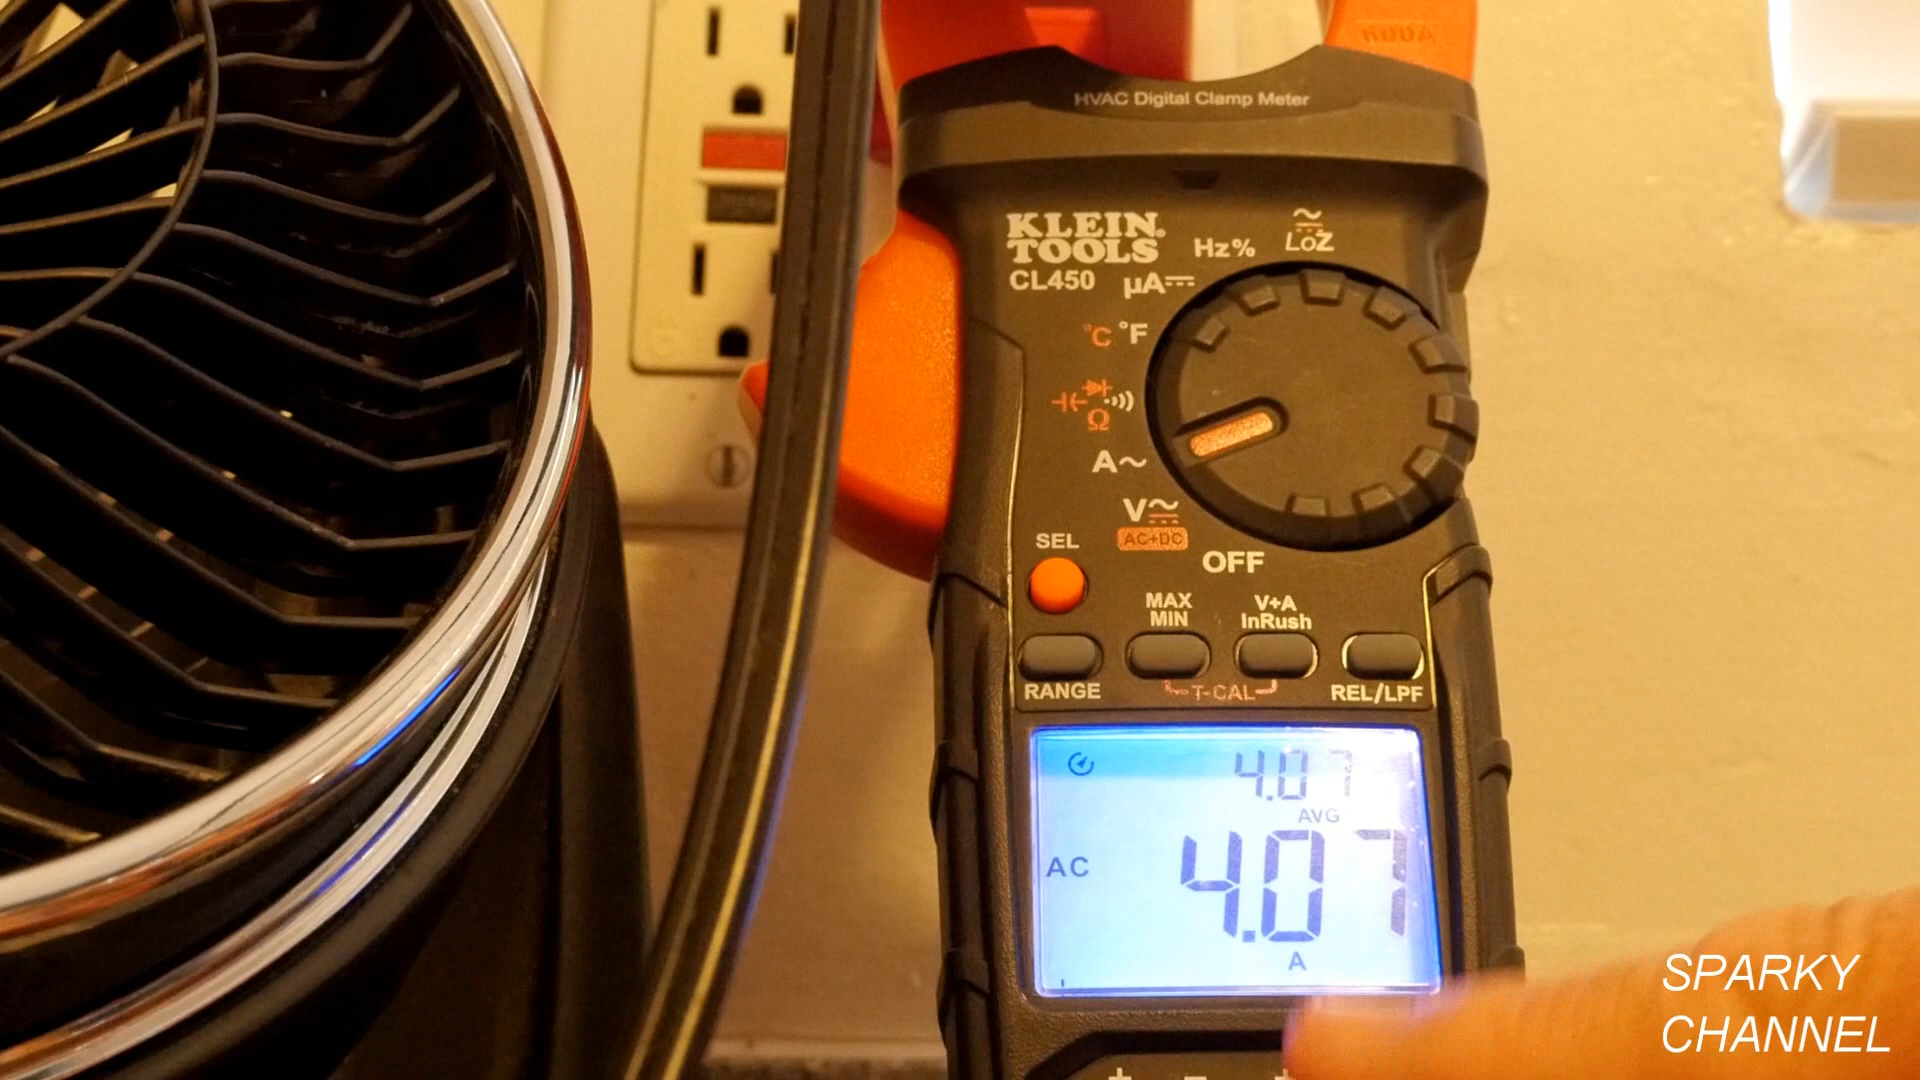 400A
HVAC Digital Clamp Meter
KLEIN
TOOLS
CL450
Hz%
LoZ
µA
°C °F
Ω
A~
V
AC+DC
OFF
SEL
MAX
MIN
V+A
InRush
RANGE
T-CAL
REL/LPF
4.07
AVG
AC
4.07
A
+ − +
SPARKY
CHANNEL